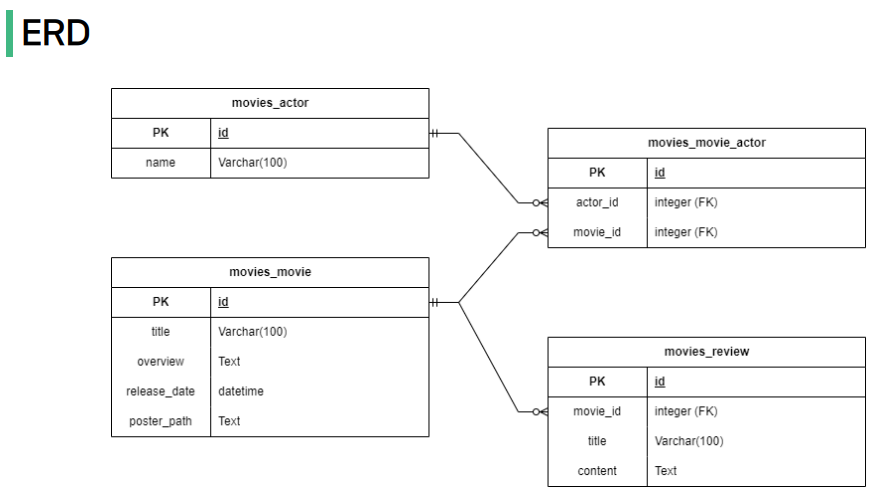 ERD
movies_actor
PK id
name Varchar(100)
movies_movie_actor
PK id
actor_id integer (FK)
movie_id integer (FK)
movies_movie
PK id
title Varchar(100)
overview Text
release_date datetime
poster_path Text
movies_review
PK id
movie_id integer (FK)
title Varchar(100)
content Text